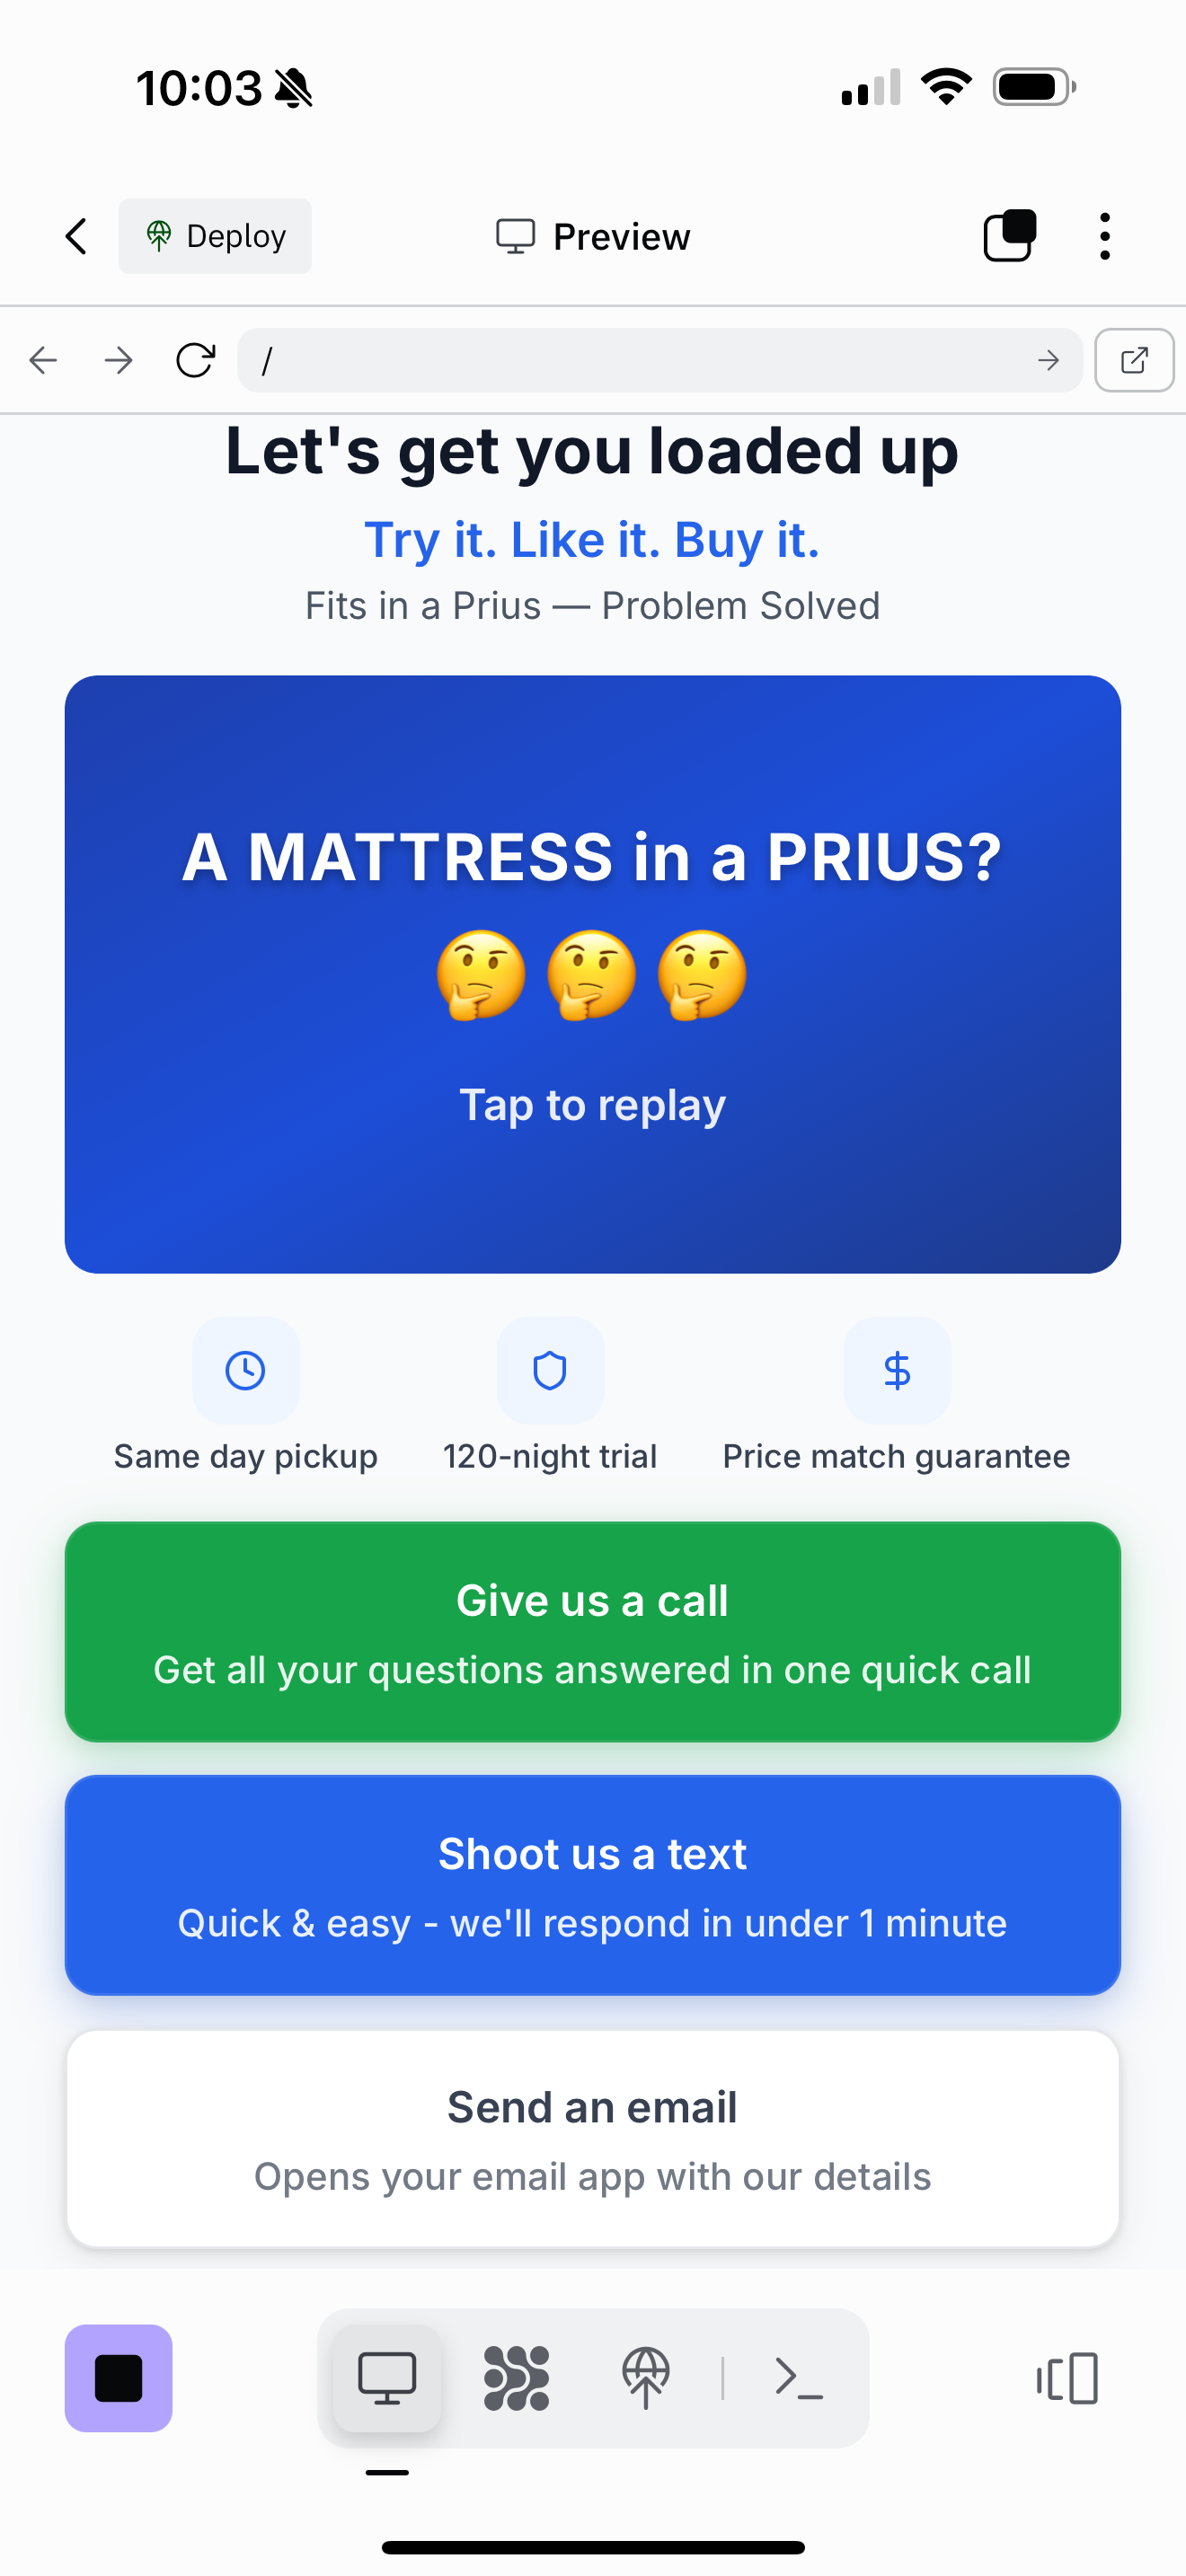 10:03
Deploy
Preview
/
Let's get you loaded up
Try it. Like it. Buy it.
Fits in a Prius — Problem Solved
A MATTRESS in a PRIUS?
🤔🤔🤔
Tap to replay
Same day pickup
120-night trial
Price match guarantee
Give us a call
Get all your questions answered in one quick call
Shoot us a text
Quick & easy - we'll respond in under 1 minute
Send an email
Opens your email app with our details